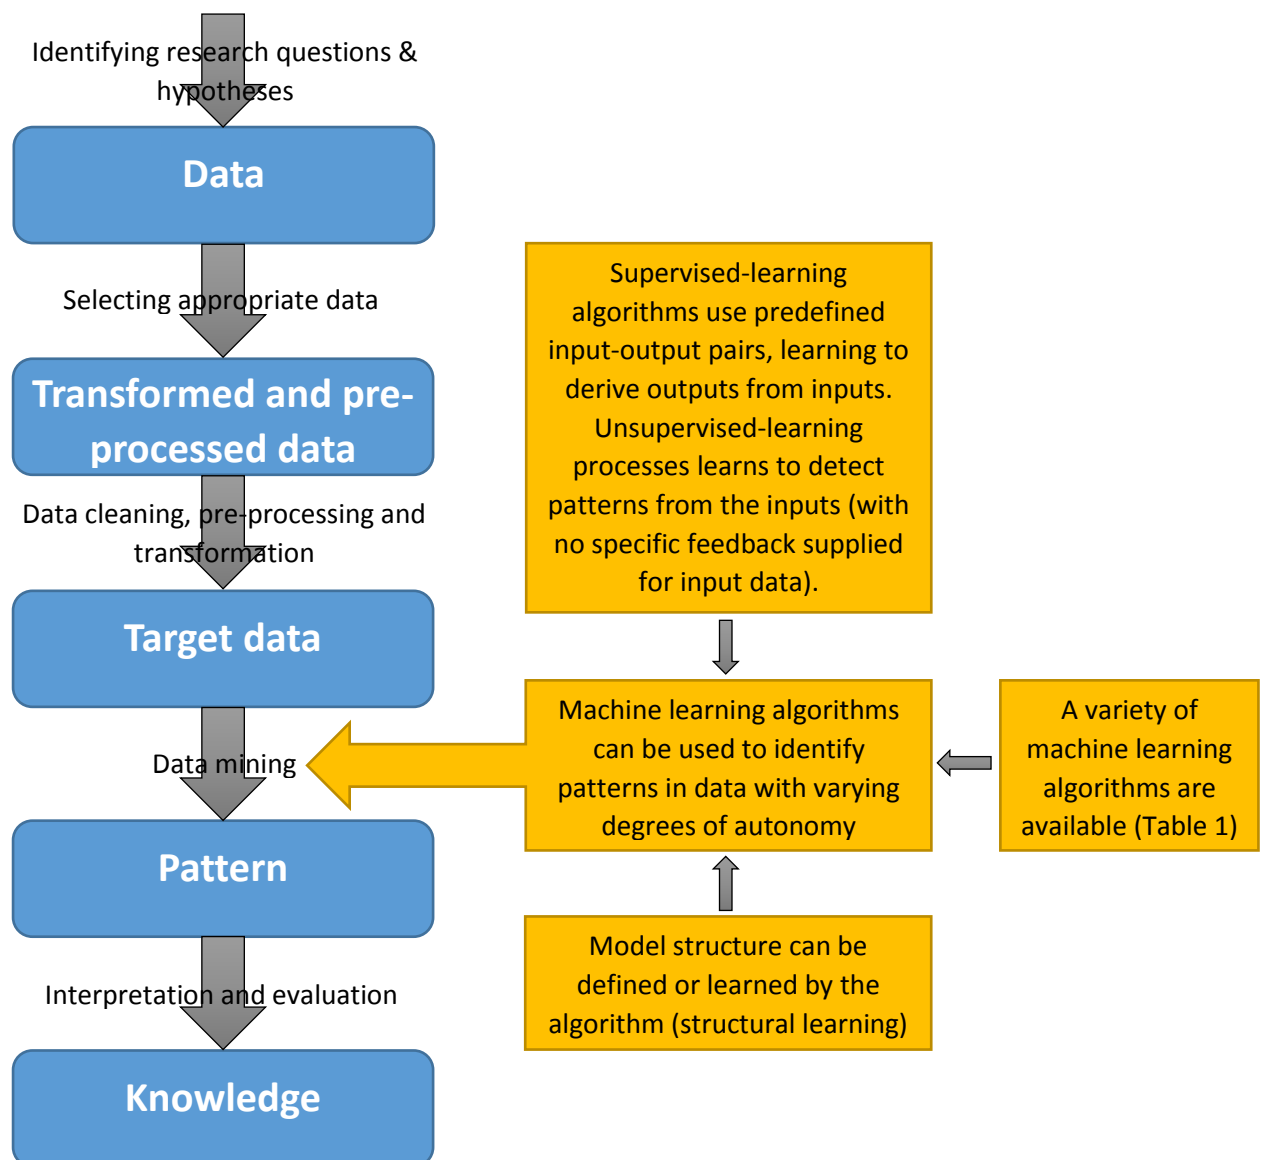 Identifying research questions &
hypotheses
Data
Selecting appropriate data
Transformed and pre-
processed data
Data cleaning, pre-processing and
transformation
Target data
Data mining
Pattern
Interpretation and evaluation
Knowledge
Supervised-learning
algorithms use predefined
input-output pairs, learning to
derive outputs from inputs.
Unsupervised-learning
processes learns to detect
patterns from the inputs (with
no specific feedback supplied
for input data).
Machine learning algorithms
can be used to identify
patterns in data with varying
degrees of autonomy
A variety of
machine learning
algorithms are
available (Table 1)
Model structure can be
defined or learned by the
algorithm (structural learning)